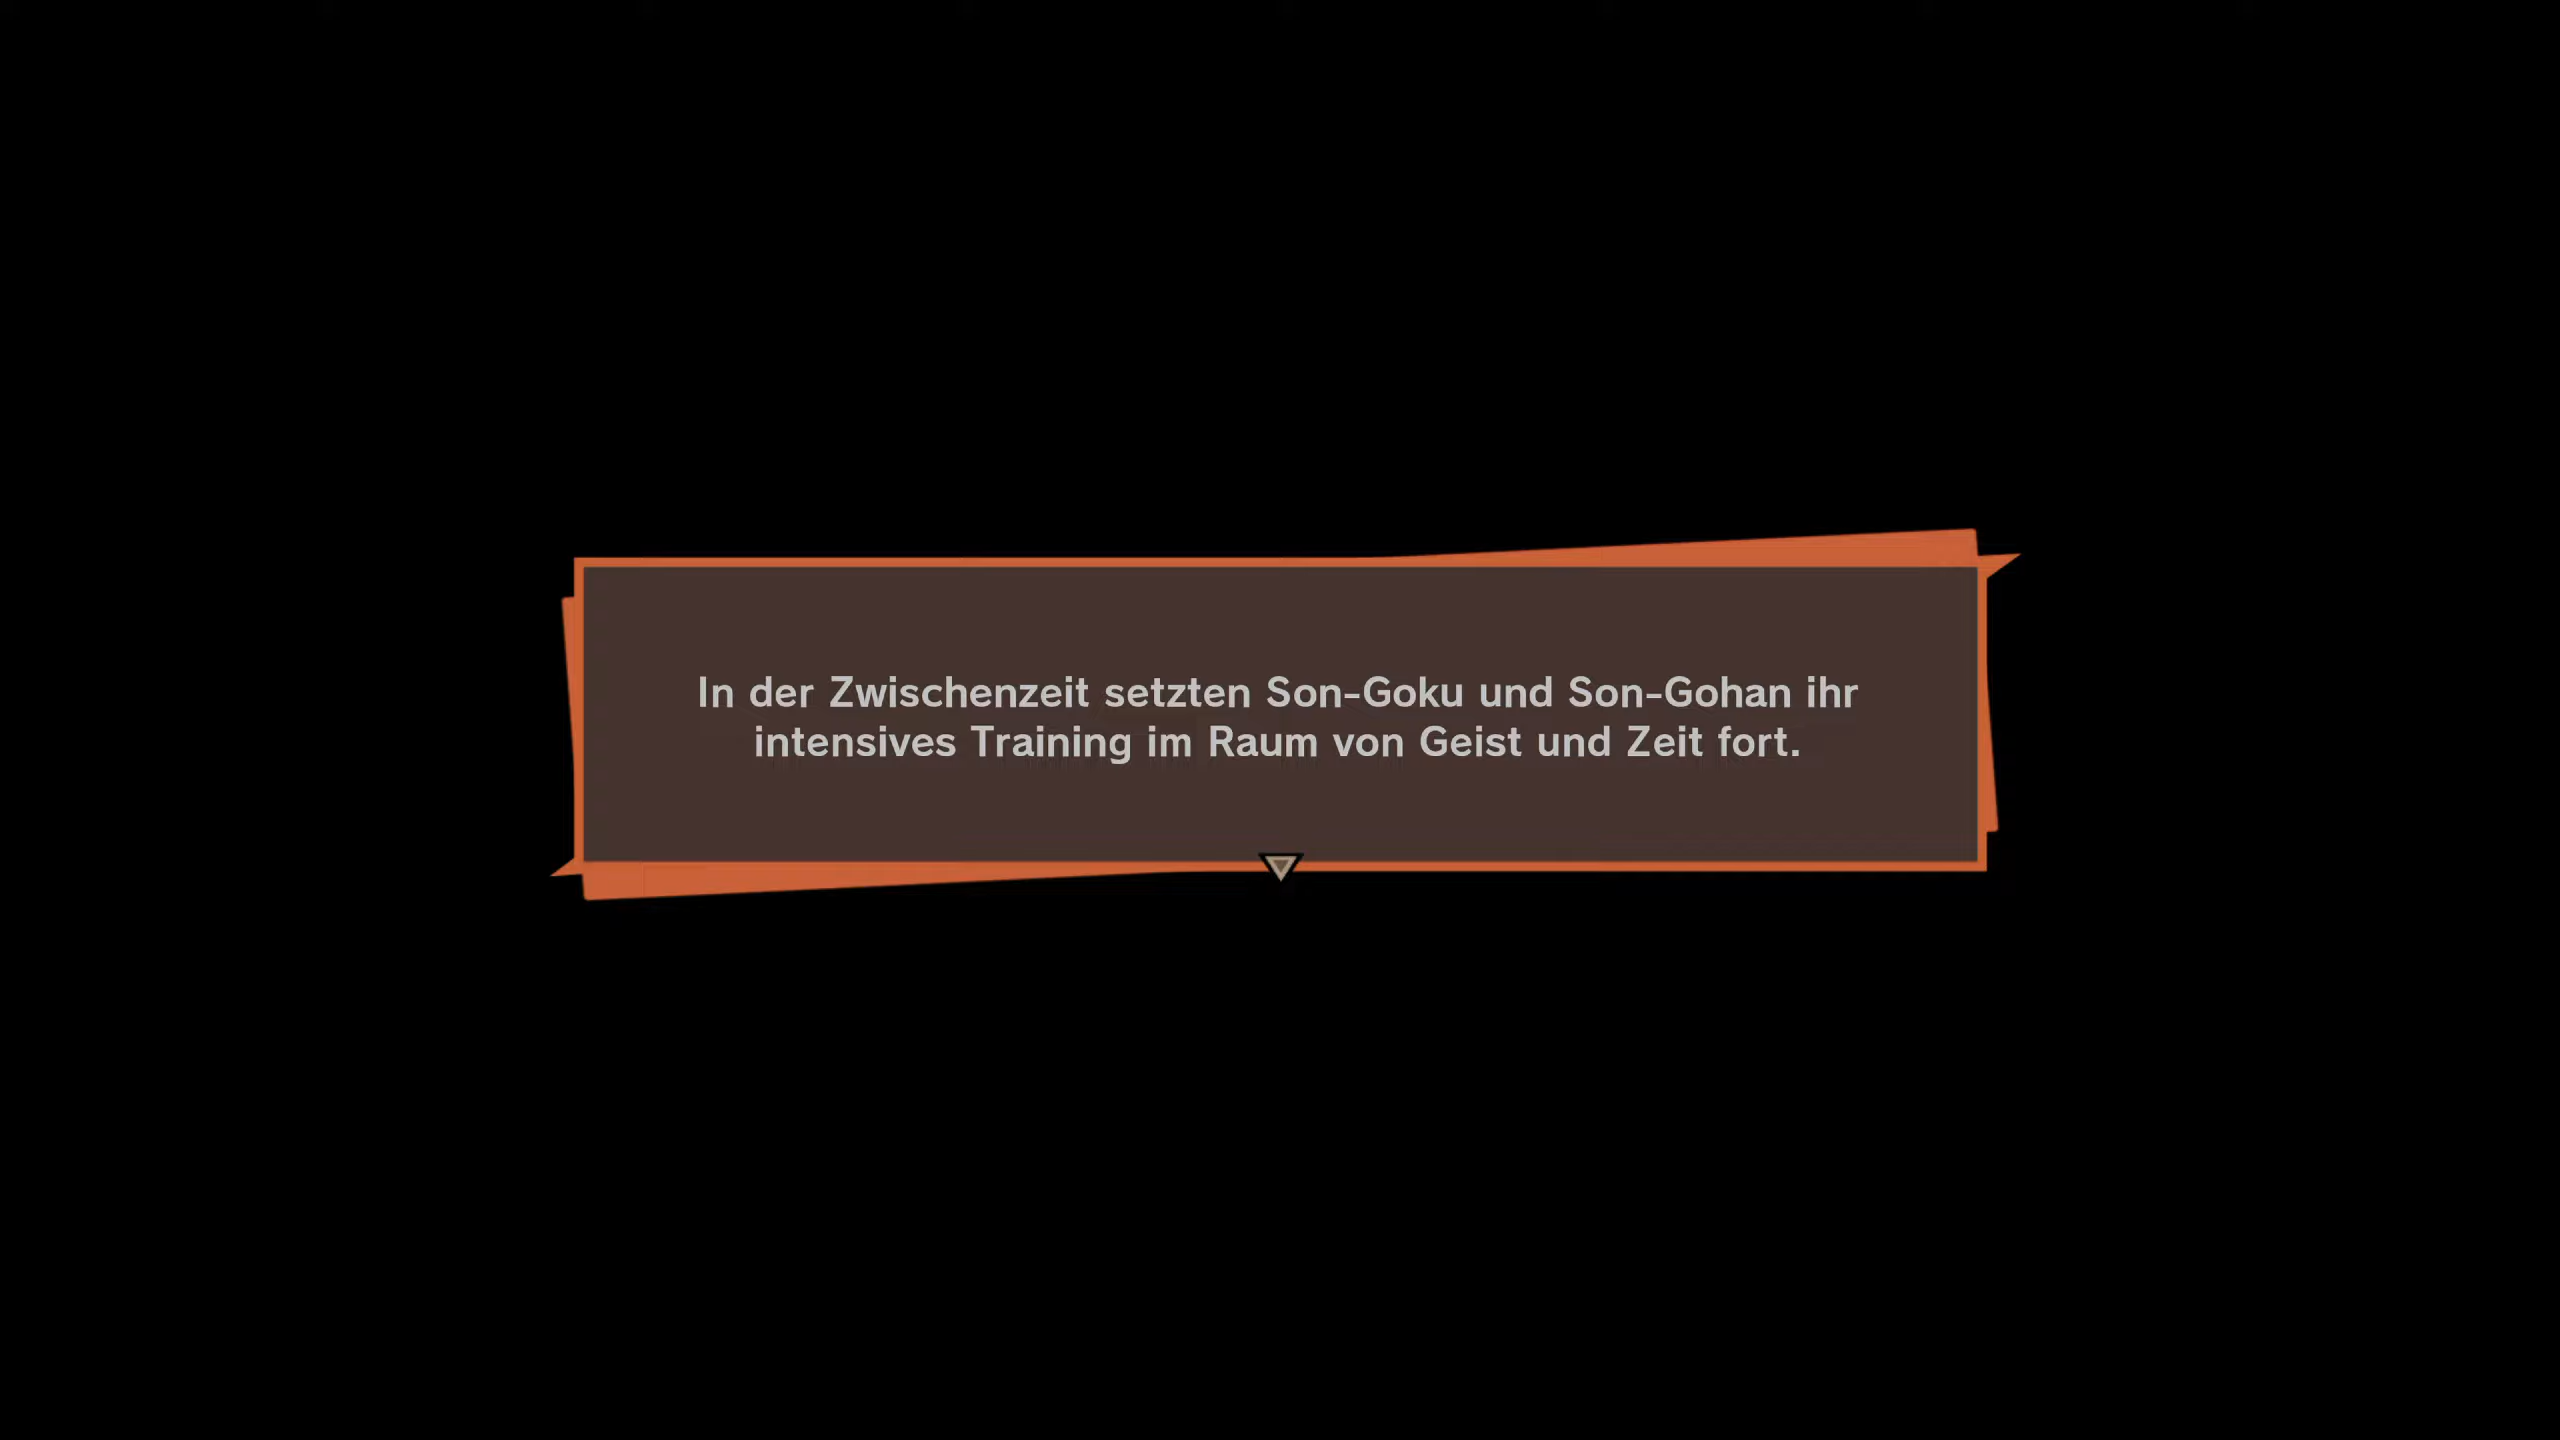 In der Zwischenzeit setzten Son-Goku und Son-Gohan ihr
intensives Training im Raum von Geist und Zeit fort.